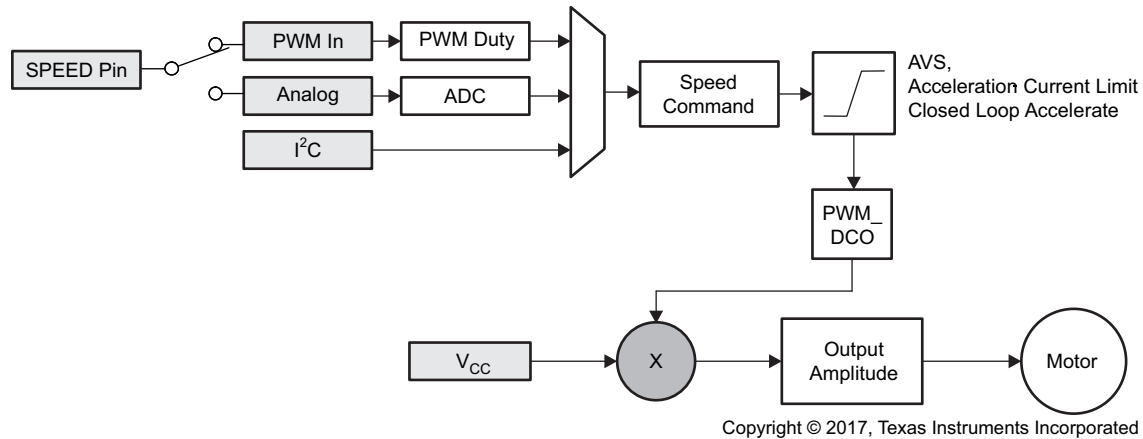 PWM In
PWM Duty
SPEED Pin
Analog
ADC
I²C
Speed
Command
AVS,
Acceleration Current Limit
Closed Loop Accelerate
PWM_
DCO
VCC
X
Output
Amplitude
Motor
Copyright © 2017, Texas Instruments Incorporated